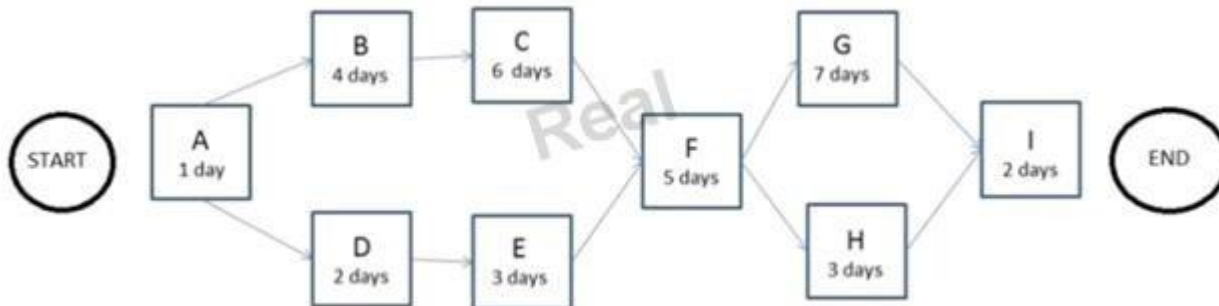 START
A
1 day
B
4 days
C
6 days
D
2 days
E
3 days
Real
F
5 days
G
7 days
H
3 days
I
2 days
END